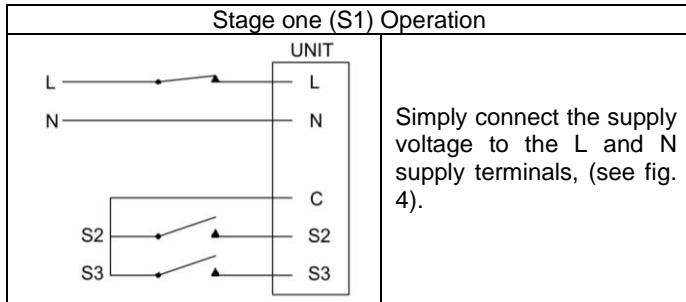 Stage one (S1) Operation
UNIT
L L
N N
C
S2 S2
S3 S3
Simply connect the supply
voltage to the L and N
supply terminals, (see fig.
4).